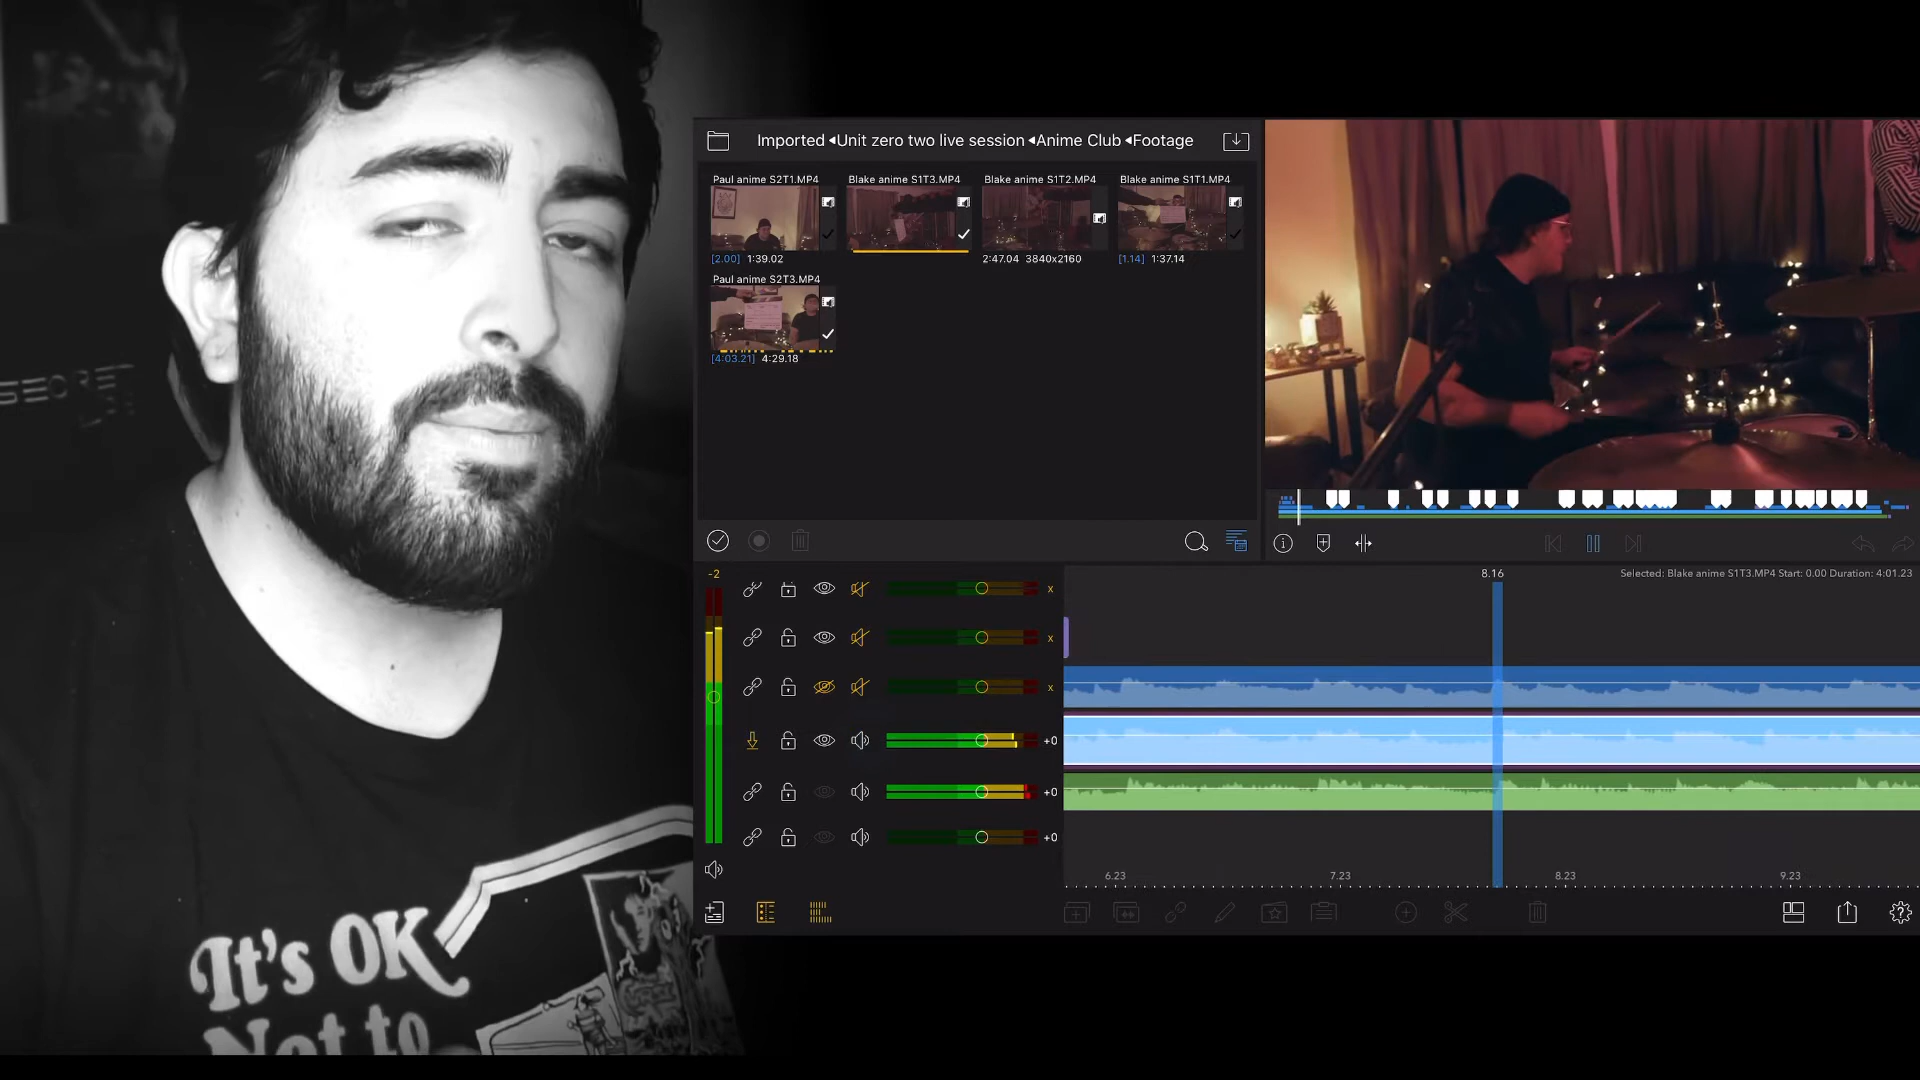 Imported ◂Unit zero two live session ◂Anime Club ◂Footage
Paul anime S2T1.MP4
Blake anime S1T3.MP4
Blake anime S1T2.MP4
Blake anime S1T1.MP4
[2.00] 1:39.02
2:47.04 3840x2160
[1.14] 1:37.14
Paul anime S2T3.MP4
[4:03.21] 4:29.18
-2
8.16
Selected: Blake anime S1T3.MP4 Start: 0.00 Duration: 4:01.23
x
x
x
+0
+0
+0
6.23
7.23
8.23
9.23
SECRET
LAB
It's OK
Not to